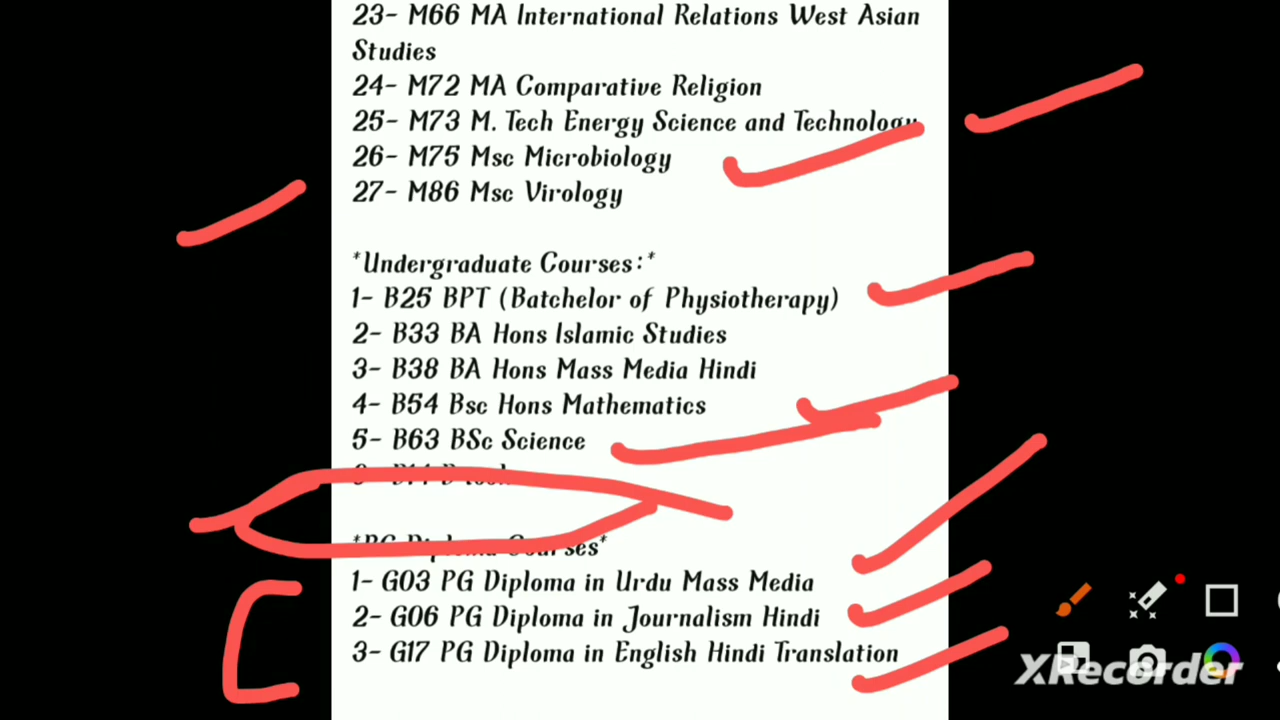 23- M66 MA International Relations West Asian
Studies
24- M72 MA Comparative Religion
25- M73 M. Tech Energy Science and Technology
26- M75 Msc Microbiology
27- M86 Msc Virology
*Undergraduate Courses:*
1- B25 BPT (Batchelor of Physiotherapy)
2- B33 BA Hons Islamic Studies
3- B38 BA Hons Mass Media Hindi
4- B54 Bsc Hons Mathematics
5- B63 BSc Science
*PG Diploma Courses*
1- G03 PG Diploma in Urdu Mass Media
2- G06 PG Diploma in Journalism Hindi
3- G17 PG Diploma in English Hindi Translation
XRecorder